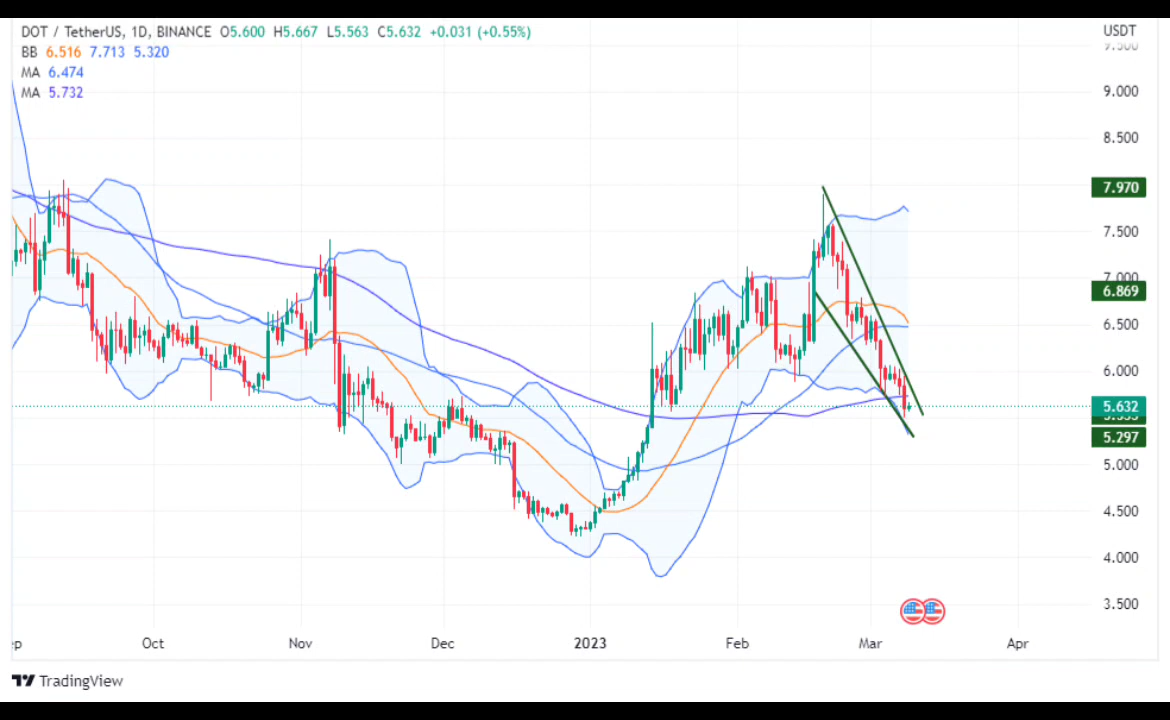 DOT / TetherUS, 1D, BINANCE O5.600 H5.667 L5.563 C5.632 +0.031 (+0.55%)
USDT
BB 6.516 7.713 5.320
MA 6.474
MA 5.732
9.500
9.000
8.500
7.970
7.500
7.000
6.869
6.500
6.000
5.632
5.297
5.000
4.500
4.000
3.500
Oct
Nov
Dec
2023
Feb
Mar
Apr
TradingView